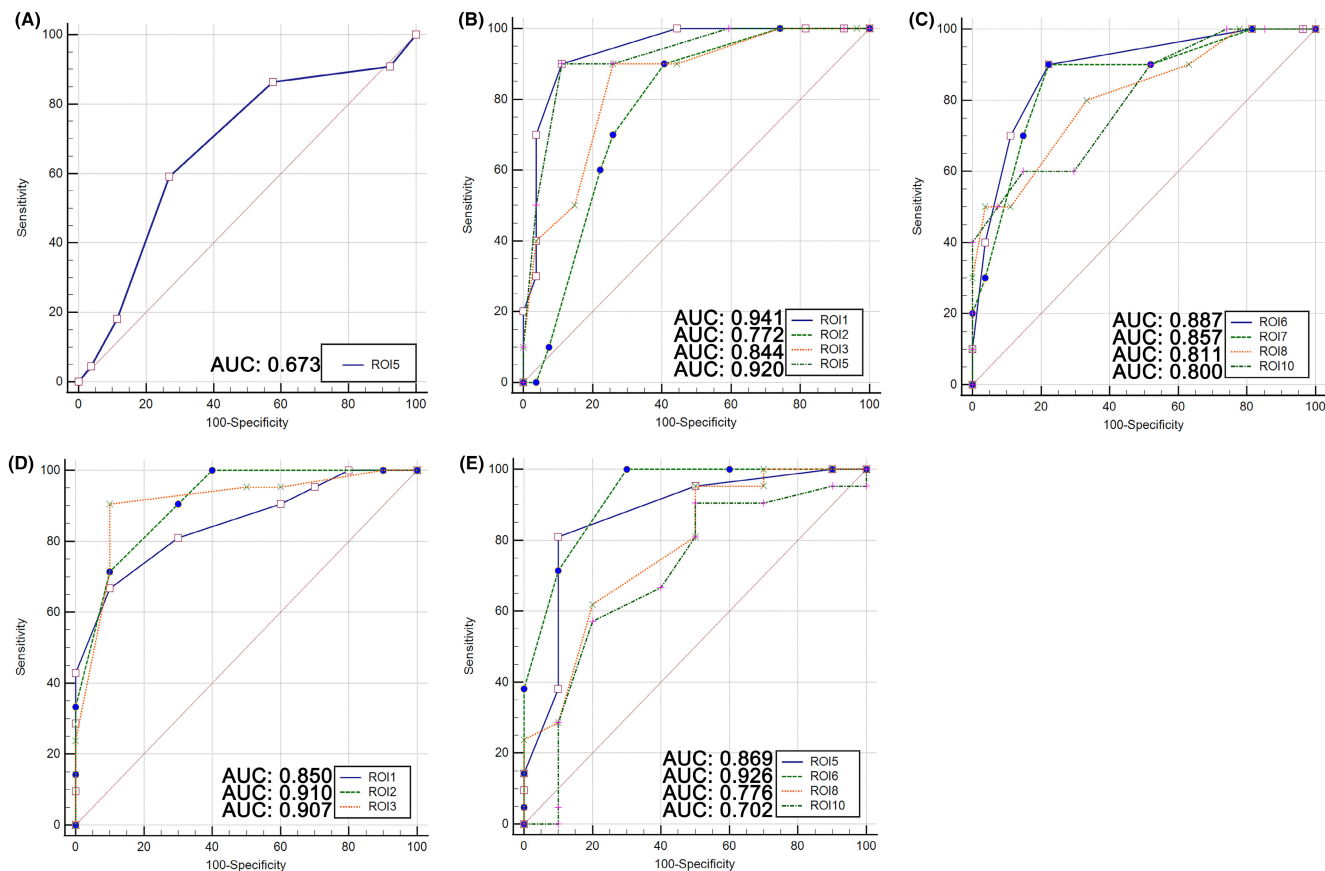 (A)
100
80
60
40
20
0
Sensitivity
0 20 40 60 80 100
100-Specificity
AUC: 0.673
ROI5
(B)
100
80
60
40
20
0
Sensitivity
0 20 40 60 80 100
100-Specificity
AUC: 0.941 ROI1
AUC: 0.772 ROI2
AUC: 0.844 ROI3
AUC: 0.920 ROI5
(C)
100
80
60
40
20
0
Sensitivity
0 20 40 60 80 100
100-Specificity
AUC: 0.887 ROI6
AUC: 0.857 ROI7
AUC: 0.811 ROI8
AUC: 0.800 ROI10
(D)
100
80
60
40
20
0
Sensitivity
0 20 40 60 80 100
100-Specificity
AUC: 0.850 ROI1
AUC: 0.910 ROI2
AUC: 0.907 ROI3
(E)
100
80
60
40
20
0
Sensitivity
0 20 40 60 80 100
100-Specificity
AUC: 0.869 ROI5
AUC: 0.926 ROI6
AUC: 0.776 ROI8
AUC: 0.702 ROI10